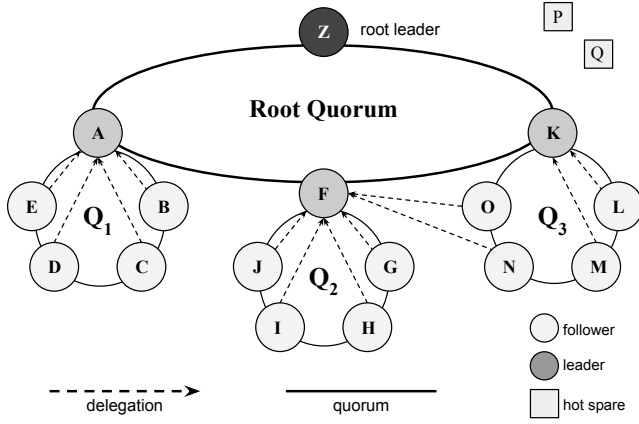 Z
root leader
P
Q
Root Quorum
A
K
F
E
B
Q1
D
C
O
L
Q3
N
M
J
G
Q2
I
H
follower
leader
hot spare
delegation
quorum